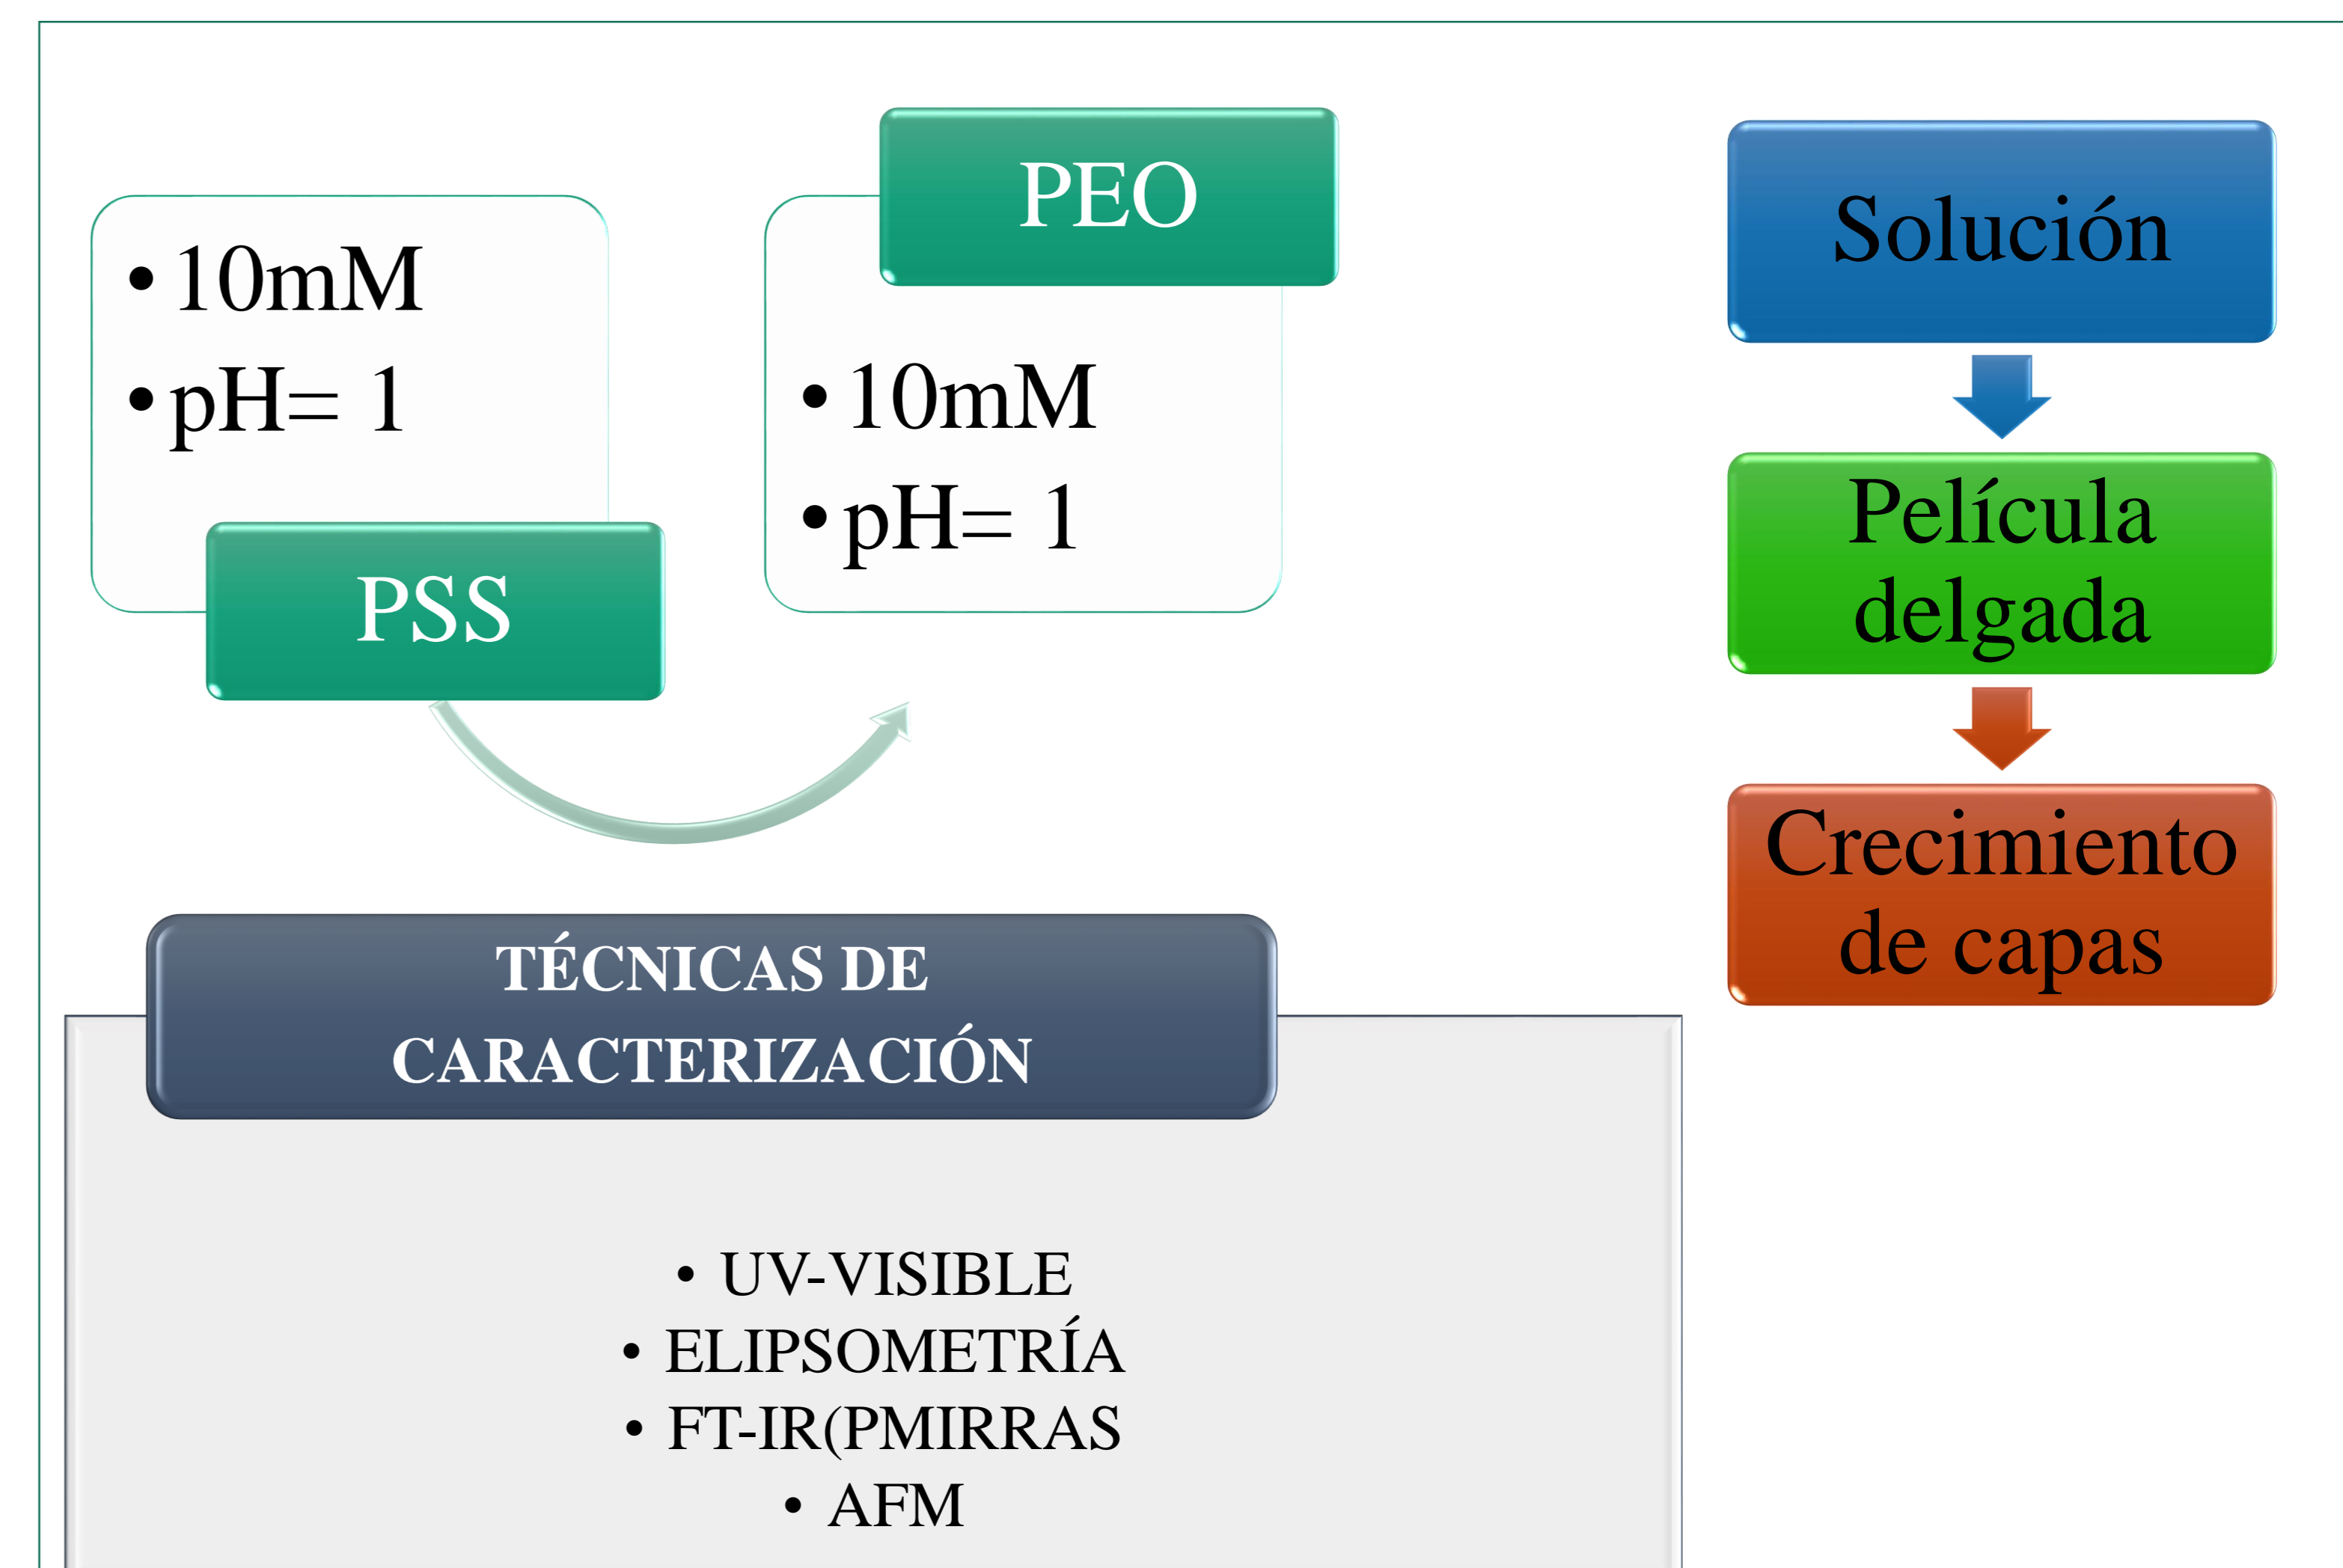 • 10mM
• pH= 1
PSS
PEO
• 10mM
• pH= 1
Solución
Película
delgada
Crecimiento
de capas
TÉCNICAS DE
CARACTERIZACIÓN
• UV-VISIBLE
• ELIPSOMETRÍA
• FT-IR(PMIRRAS
• AFM